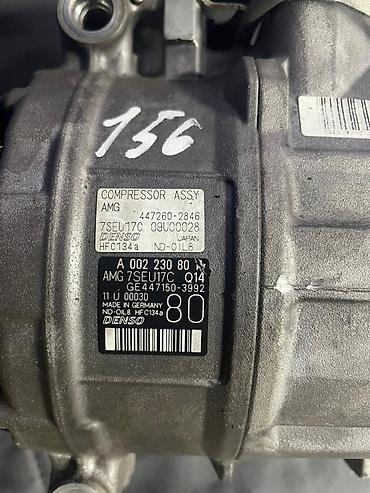 156
COMPRESSOR ASSY
AMG
447260-2846
7SEU17C 09U00028
DENSO JAPAN
HFC134a ND-OIL8
A 002 230 80
AMG 7SEU17C Q14
GE447150-3992
11 U 00030
MADE IN GERMANY
ND-OIL8 HFC134a
DENSO
80